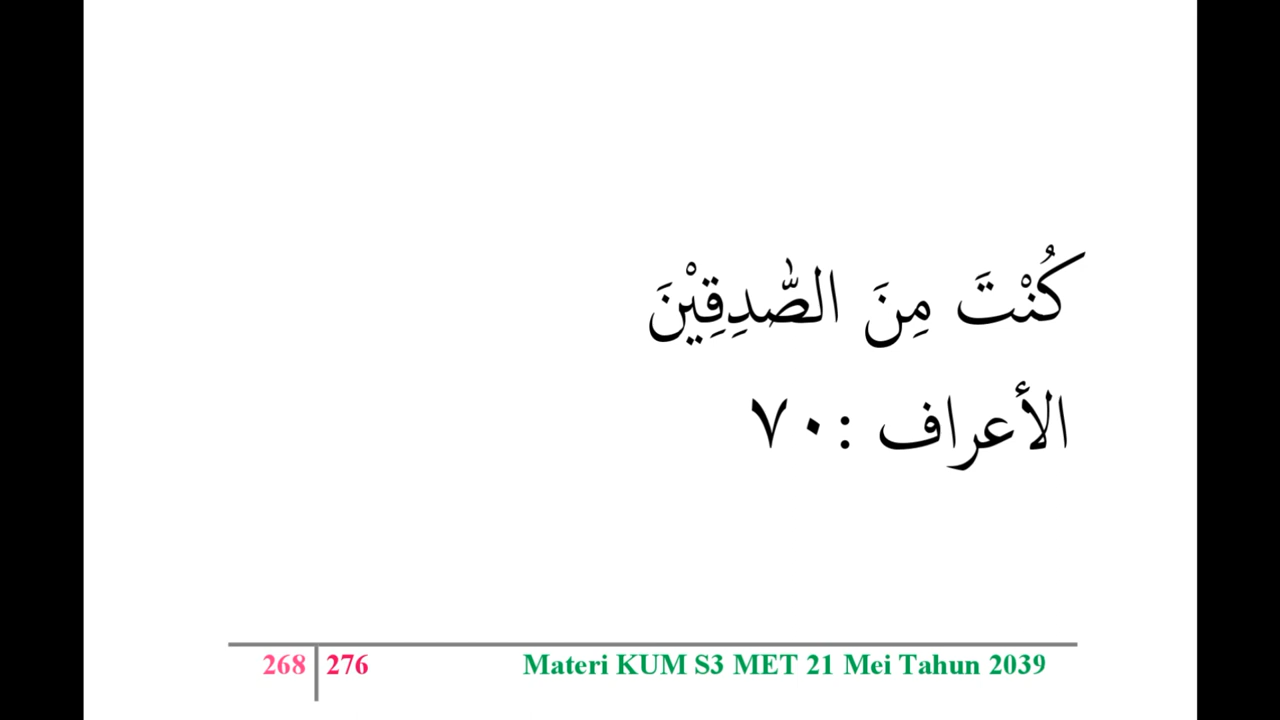 كُنْتَ مِنَ الصّٰدِقِيْنَ
الأعراف :٧٠
268 276 Materi KUM S3 MET 21 Mei Tahun 2039